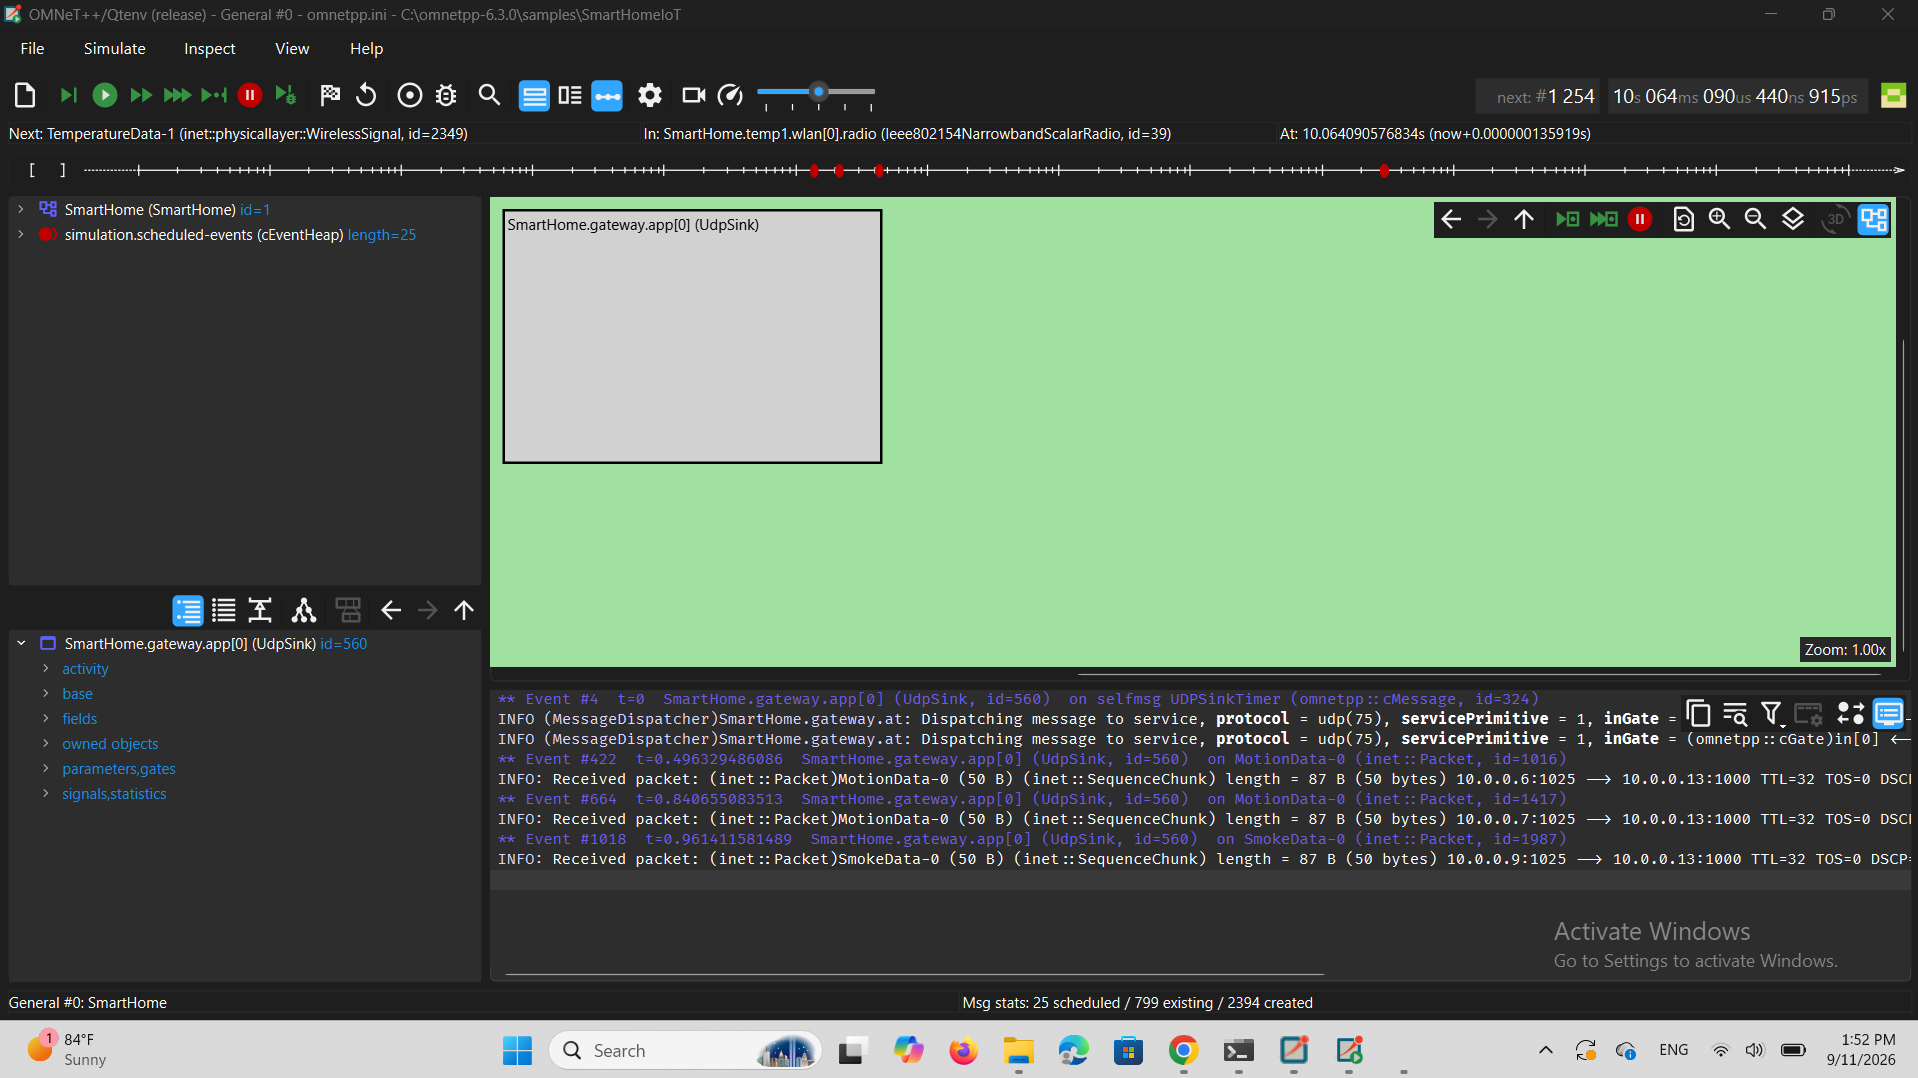 OMNeT++/Qtenv (release) - General #0 - omnetpp.ini - C:\omnetpp-6.3.0\samples\SmartHomeIoT
File Simulate Inspect View Help
next: #1 254 10s 064ms 090us 440ns 915ps
Next: TemperatureData-1 (inet::physicallayer::WirelessSignal, id=2349) In: SmartHome.temp1.wlan[0].radio (Ieee802154NarrowbandScalarRadio, id=39) At: 10.064090576834s (now+0.000000135919s)
[ ]
SmartHome (SmartHome) id=1
simulation.scheduled-events (cEventHeap) length=25
SmartHome.gateway.app[0] (UdpSink)
3D
Zoom: 1.00x
SmartHome.gateway.app[0] (UdpSink) id=560
activity
base
fields
owned objects
parameters,gates
signals,statistics
** Event #4 t=0 SmartHome.gateway.app[0] (UdpSink, id=560) on selfmsg UDPSinkTimer (omnetpp::cMessage, id=324)
INFO (MessageDispatcher)SmartHome.gateway.at: Dispatching message to service, protocol = udp(75), servicePrimitive = 1, inGate =
INFO (MessageDispatcher)SmartHome.gateway.at: Dispatching message to service, protocol = udp(75), servicePrimitive = 1, inGate = (omnetpp::cGate)in[0] <--
** Event #422 t=0.496329486086 SmartHome.gateway.app[0] (UdpSink, id=560) on MotionData-0 (inet::Packet, id=1016)
INFO: Received packet: (inet::Packet)MotionData-0 (50 B) (inet::SequenceChunk) length = 87 B (50 bytes) 10.0.0.6:1025 --> 10.0.0.13:1000 TTL=32 TOS=0 DSCP
** Event #664 t=0.840655083513 SmartHome.gateway.app[0] (UdpSink, id=560) on MotionData-0 (inet::Packet, id=1417)
INFO: Received packet: (inet::Packet)MotionData-0 (50 B) (inet::SequenceChunk) length = 87 B (50 bytes) 10.0.0.7:1025 --> 10.0.0.13:1000 TTL=32 TOS=0 DSCP
** Event #1018 t=0.961411581489 SmartHome.gateway.app[0] (UdpSink, id=560) on SmokeData-0 (inet::Packet, id=1987)
INFO: Received packet: (inet::Packet)SmokeData-0 (50 B) (inet::SequenceChunk) length = 87 B (50 bytes) 10.0.0.9:1025 --> 10.0.0.13:1000 TTL=32 TOS=0 DSCP=
Activate Windows
Go to Settings to activate Windows.
General #0: SmartHome Msg stats: 25 scheduled / 799 existing / 2394 created
1
84°F
Sunny
Search
ENG
1:52 PM
9/11/2026